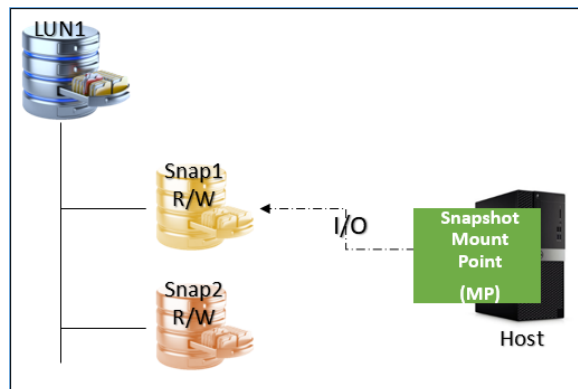 LUN1
Snap1
R/W
I/O
Snapshot
Mount
Point
(MP)
Host
Snap2
R/W